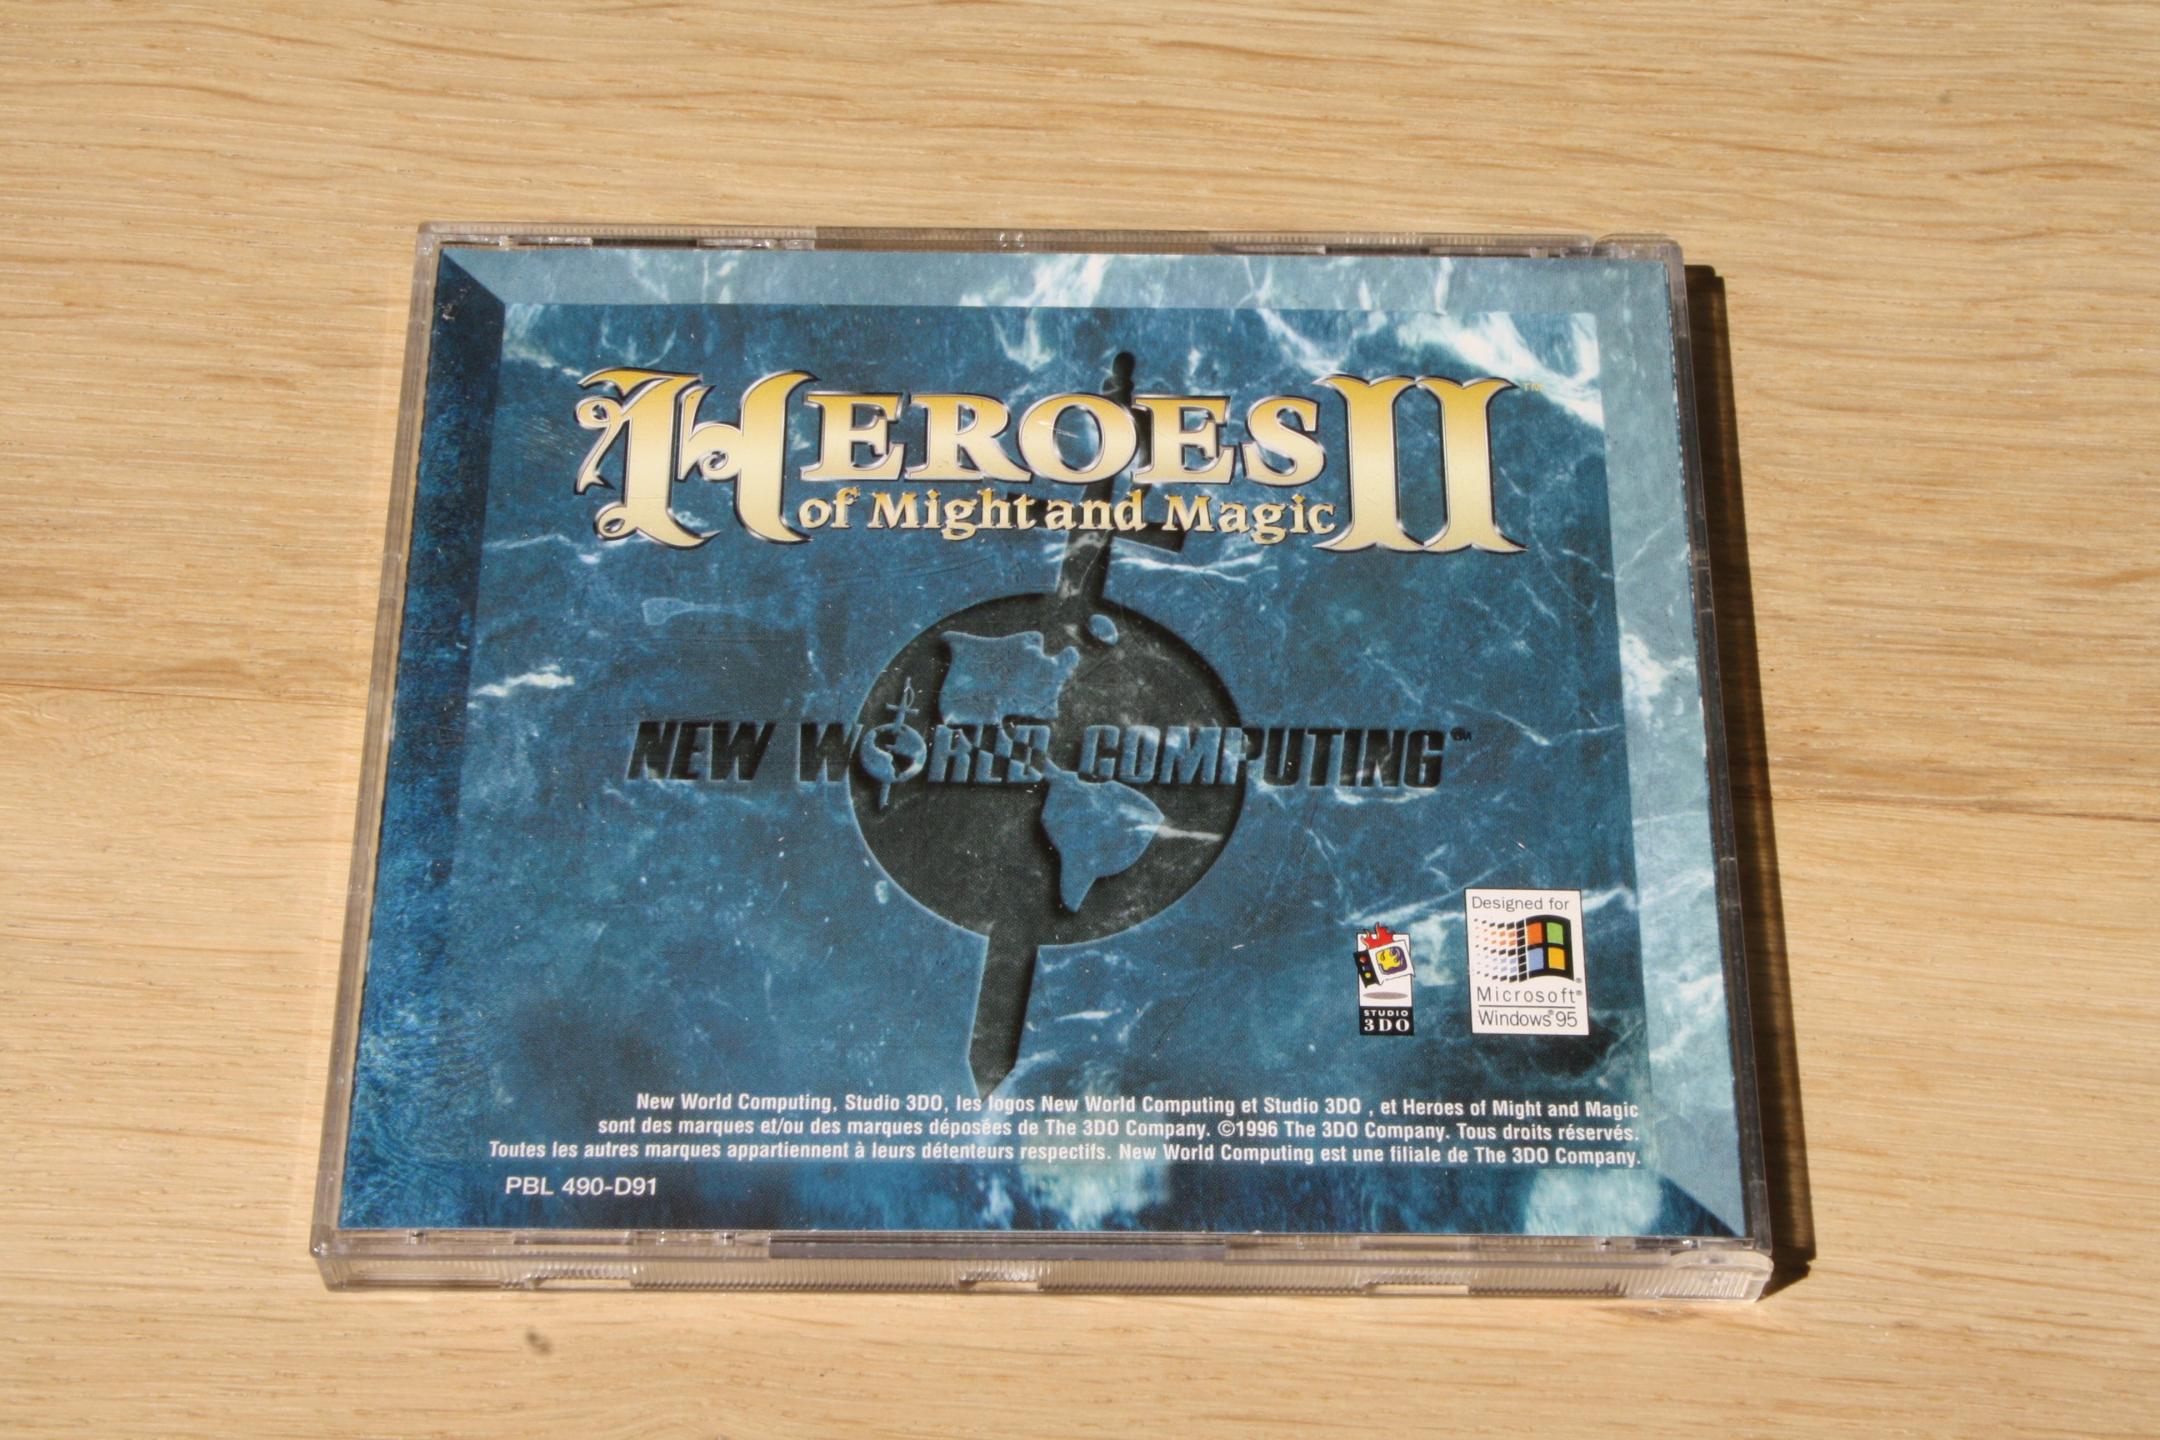 HEROES II™
of Might and Magic
NEW WORLD COMPUTING
Designed for
Microsoft®
Windows®95
STUDIO
3DO
New World Computing, Studio 3DO, les logos New World Computing et Studio 3DO , et Heroes of Might and Magic
sont des marques et/ou des marques déposées de The 3DO Company. ©1996 The 3DO Company. Tous droits réservés.
Toutes les autres marques appartiennent à leurs détenteurs respectifs. New World Computing est une filiale de The 3DO Company.
PBL 490-D91